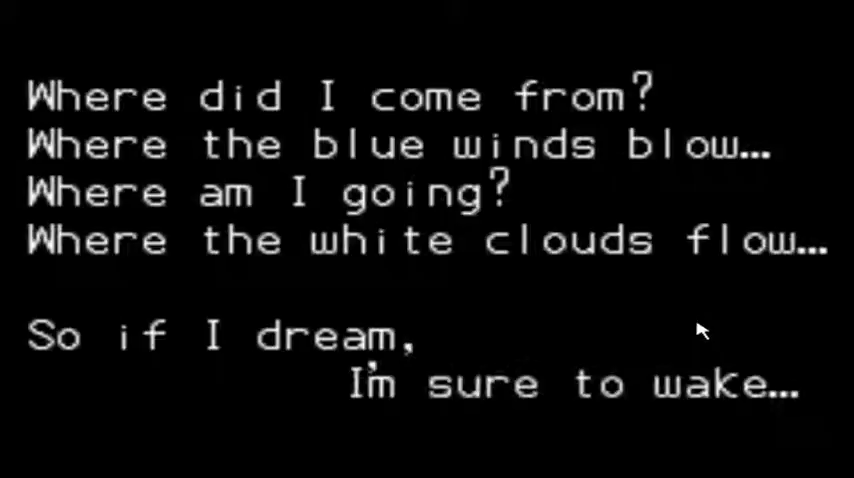 Where did I come from?
Where the blue winds blow…
Where am I going?
Where the white clouds flow…
So if I dream,
I'm sure to wake…